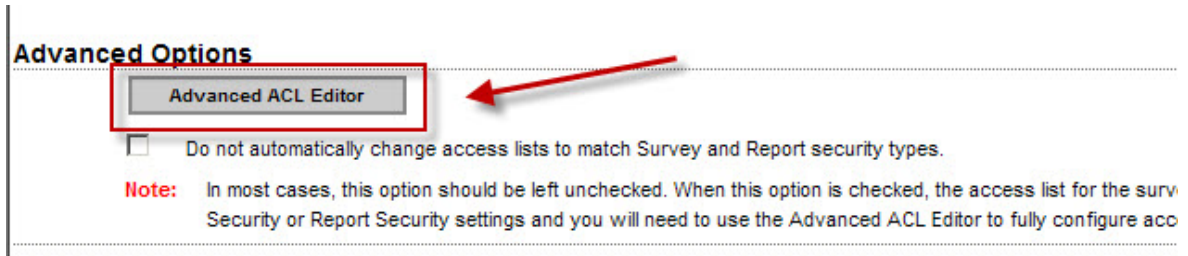 Advanced Options
Advanced ACL Editor
Do not automatically change access lists to match Survey and Report security types.
Note: In most cases, this option should be left unchecked. When this option is checked, the access list for the
Security or Report Security settings and you will need to use the Advanced ACL Editor to fully configure